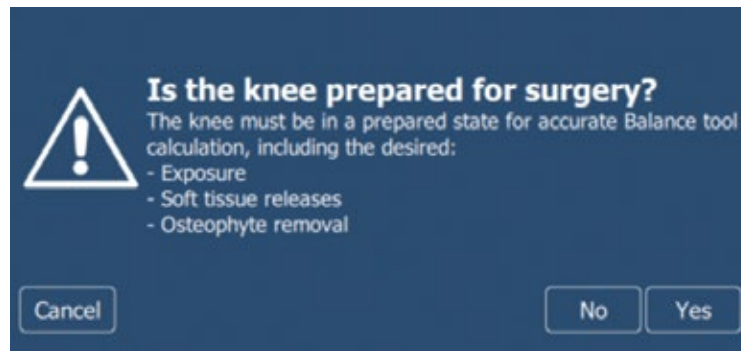 Is the knee prepared for surgery?
The knee must be in a prepared state for accurate Balance tool
calculation, including the desired:
- Exposure
- Soft tissue releases
- Osteophyte removal
Cancel
No
Yes